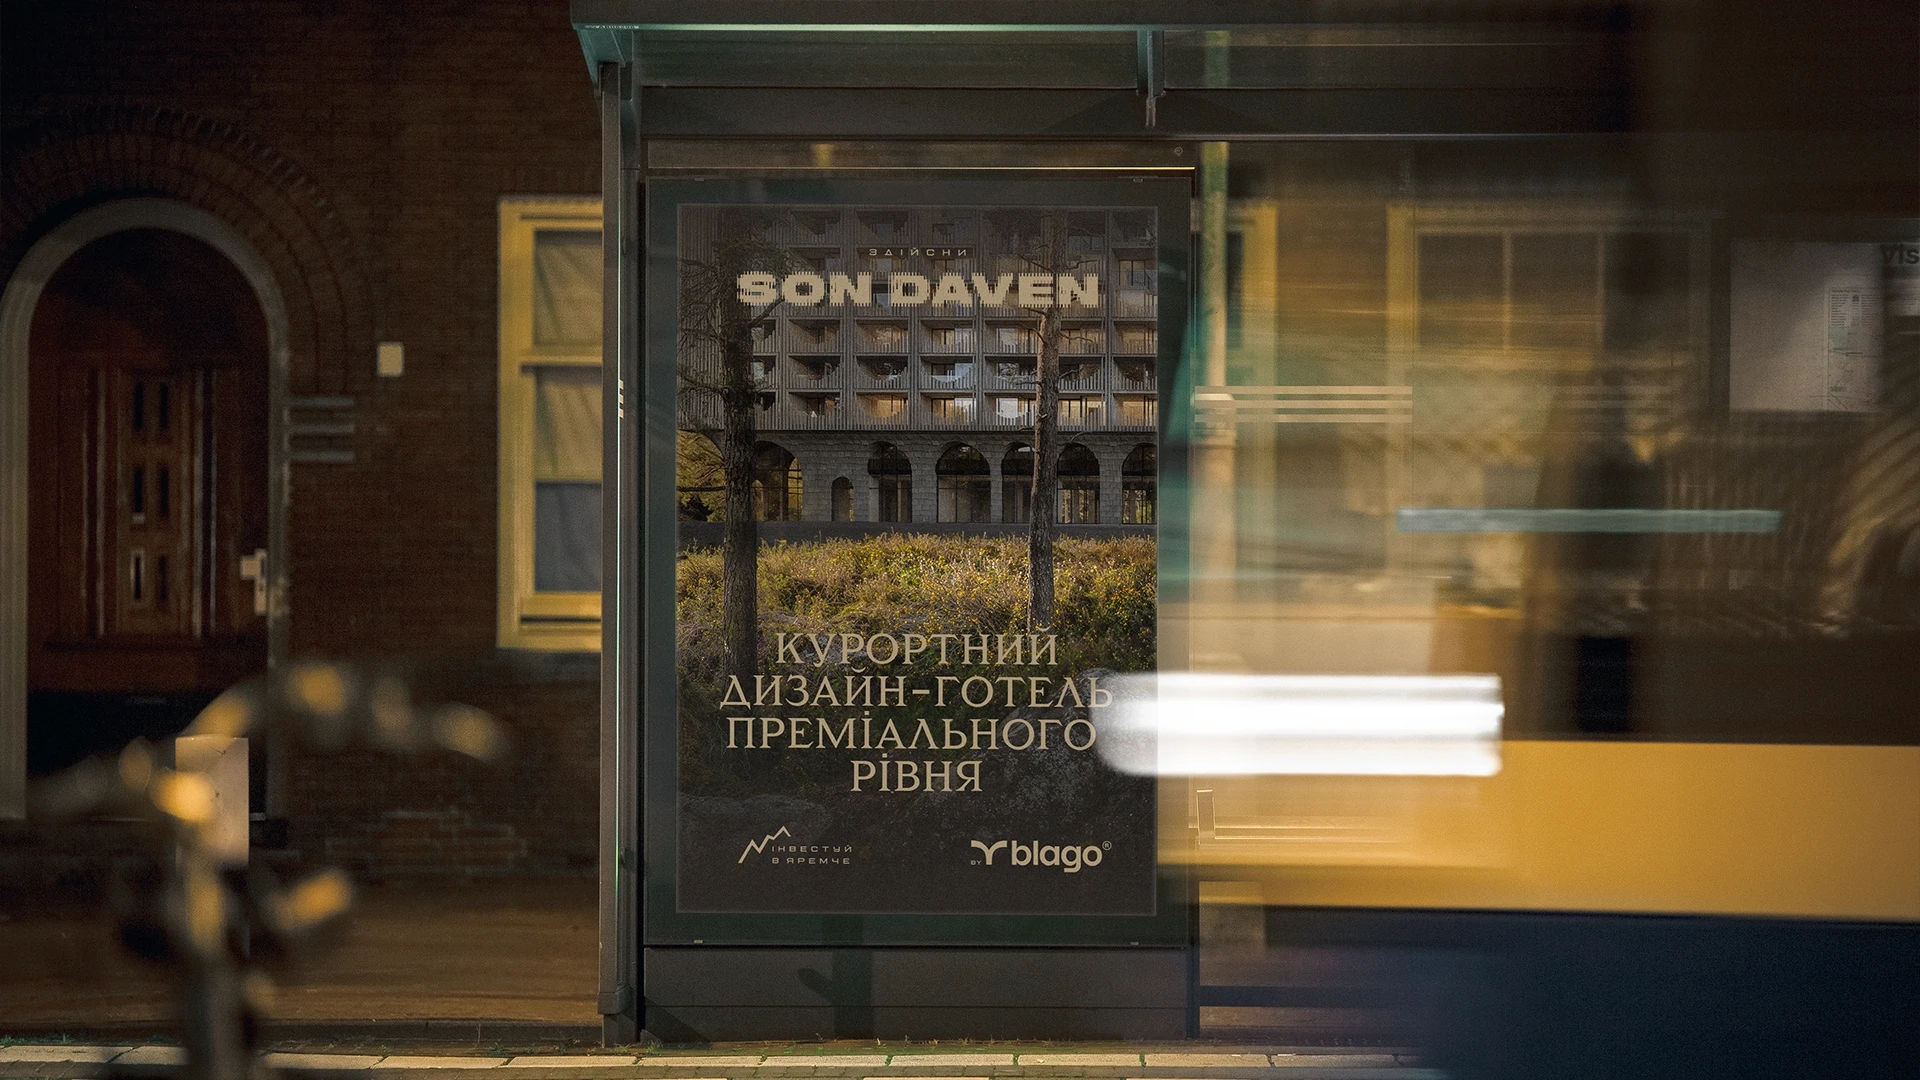 ЗДІЙСНИ
SON DAVEN
КУРОРТНИЙ
ДИЗАЙН-ГОТЕЛЬ
ПРЕМІАЛЬНОГО
РІВНЯ
ІНВЕСТУЙ
В ЯРЕМЧЕ
BY blago®